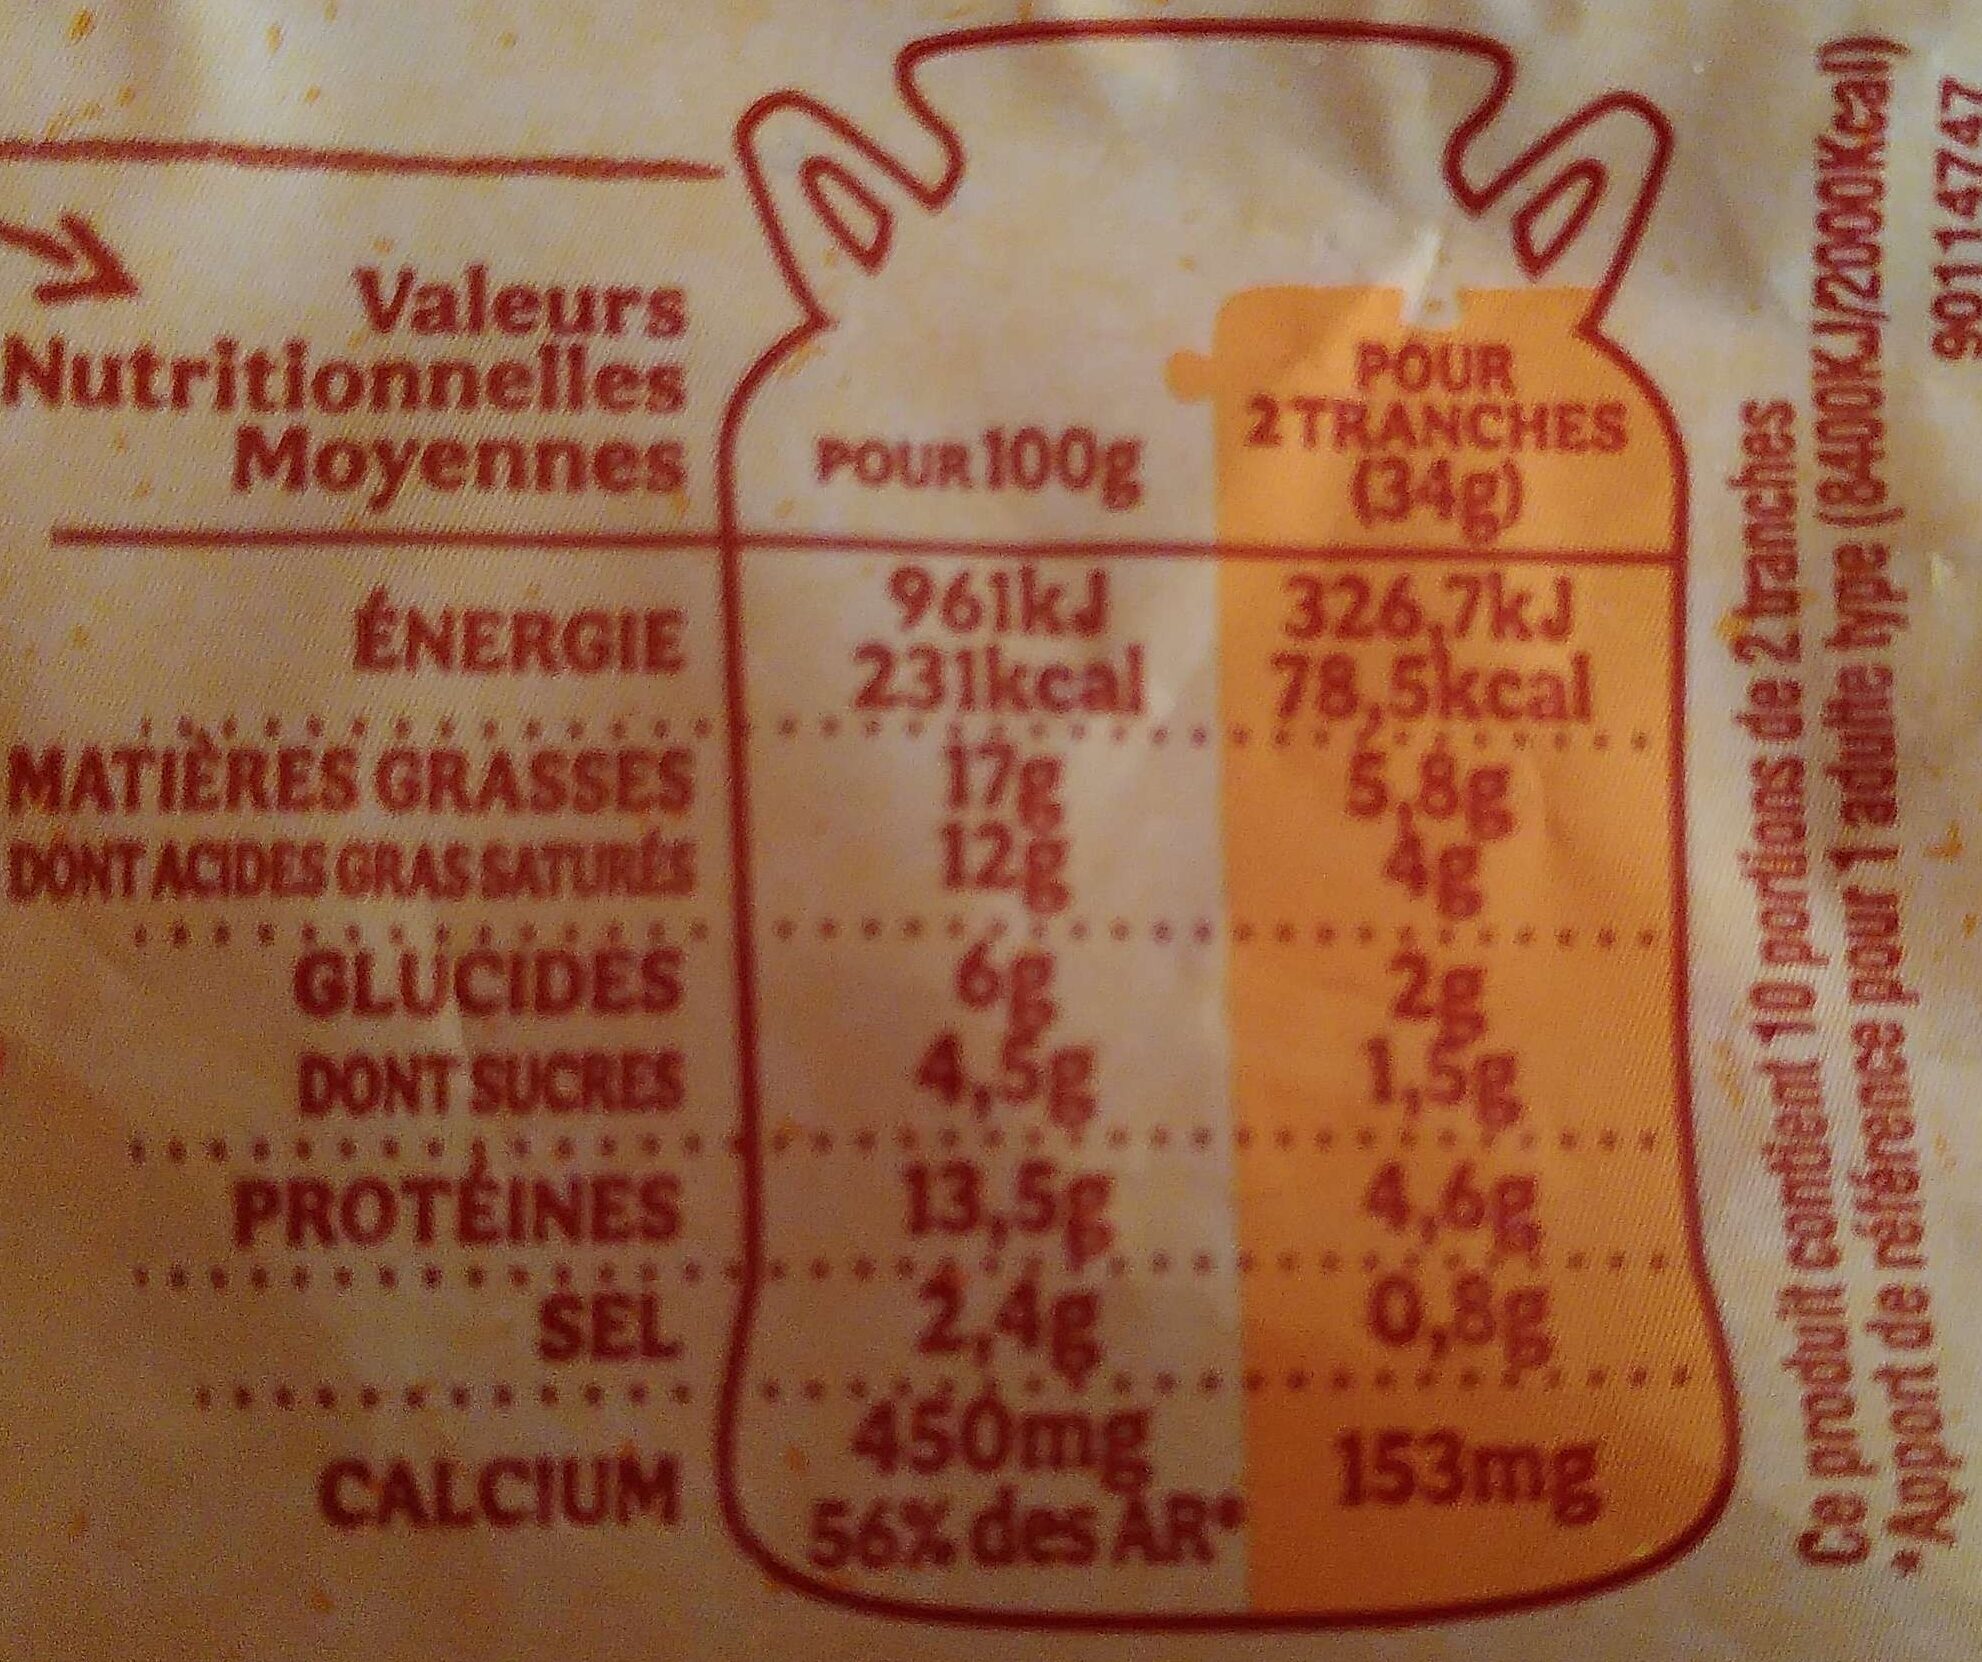 Valeurs
Nutritionnelles
Moyennes
POUR 100g
POUR
2 TRANCHES
(34g)
ÉNERGIE
961kJ
326,7kJ
231kcal
78,5kcal
MATIÈRES GRASSES
17g
5,8g
DONT ACIDES GRAS SATURÉS
12g
4g
GLUCIDES
6g
2g
DONT SUCRES
4,5g
1,5g
PROTÉINES
13,5g
4,6g
SEL
2,4g
0,8g
CALCIUM
450mg
56% des AR*
153mg
Ce produit contient 10 portions de 2 tranches
*Apport de référence pour 1 adulte type (8400KJ/2000Kcal)
90114747